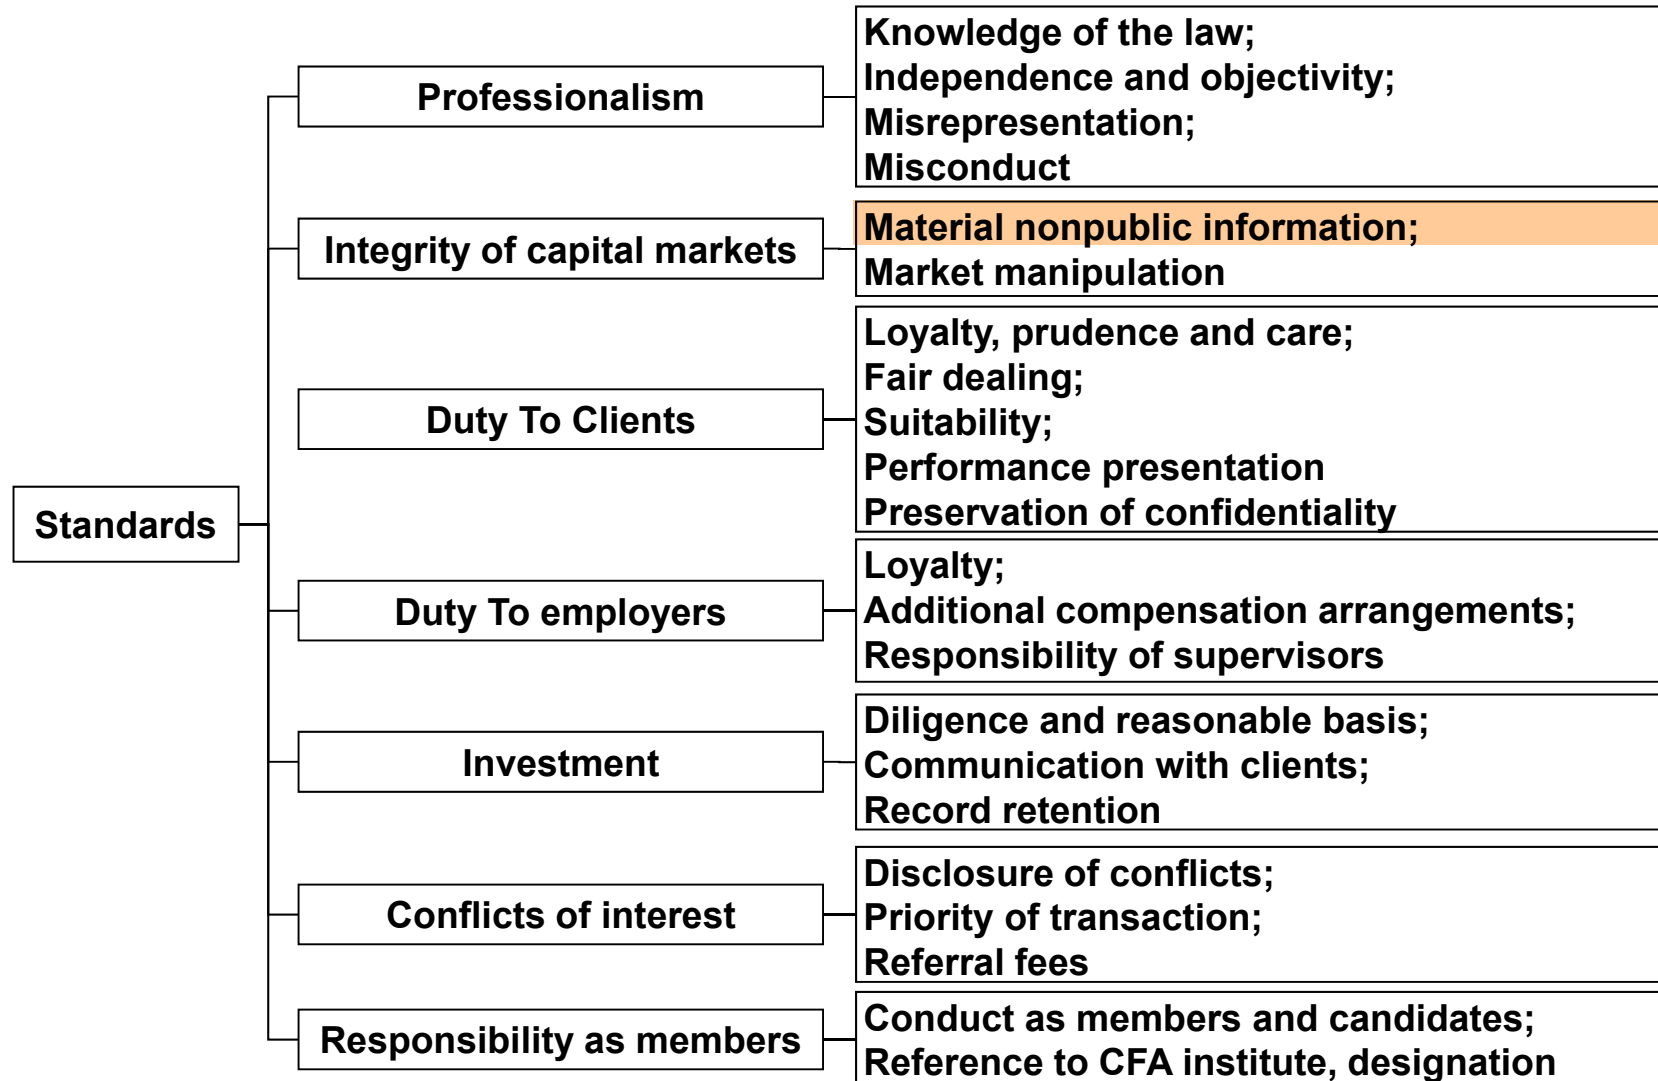 Standards
Professionalism
Knowledge of the law;
Independence and objectivity;
Misrepresentation;
Misconduct
Integrity of capital markets
Material nonpublic information;
Market manipulation
Duty To Clients
Loyalty, prudence and care;
Fair dealing;
Suitability;
Performance presentation
Preservation of confidentiality
Duty To employers
Loyalty;
Additional compensation arrangements;
Responsibility of supervisors
Investment
Diligence and reasonable basis;
Communication with clients;
Record retention
Conflicts of interest
Disclosure of conflicts;
Priority of transaction;
Referral fees
Responsibility as members
Conduct as members and candidates;
Reference to CFA institute, designation